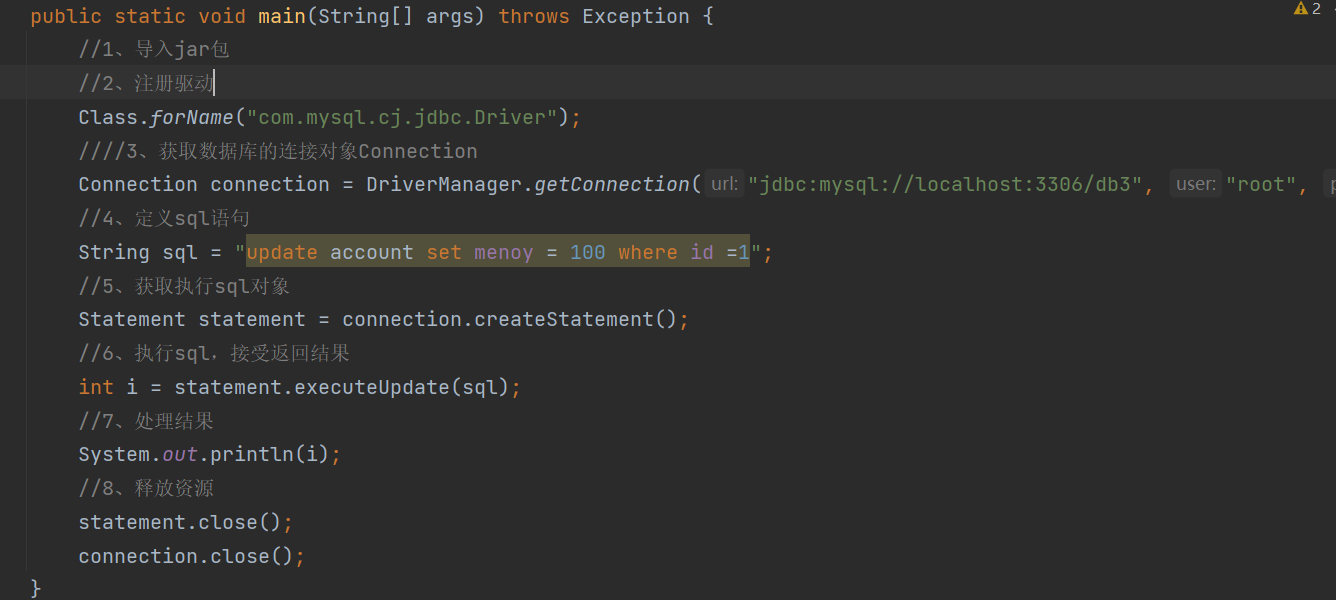 public static void main(String[] args) throws Exception {
//1、导入jar包
//2、注册驱动
Class.forName("com.mysql.cj.jdbc.Driver");
////3、获取数据库的连接对象Connection
Connection connection = DriverManager.getConnection( url: "jdbc:mysql://localhost:3306/db3", user: "root",
//4、定义sql语句
String sql = "update account set menoy = 100 where id =1";
//5、获取执行sql对象
Statement statement = connection.createStatement();
//6、执行sql，接受返回结果
int i = statement.executeUpdate(sql);
//7、处理结果
System.out.println(i);
//8、释放资源
statement.close();
connection.close();
}
2